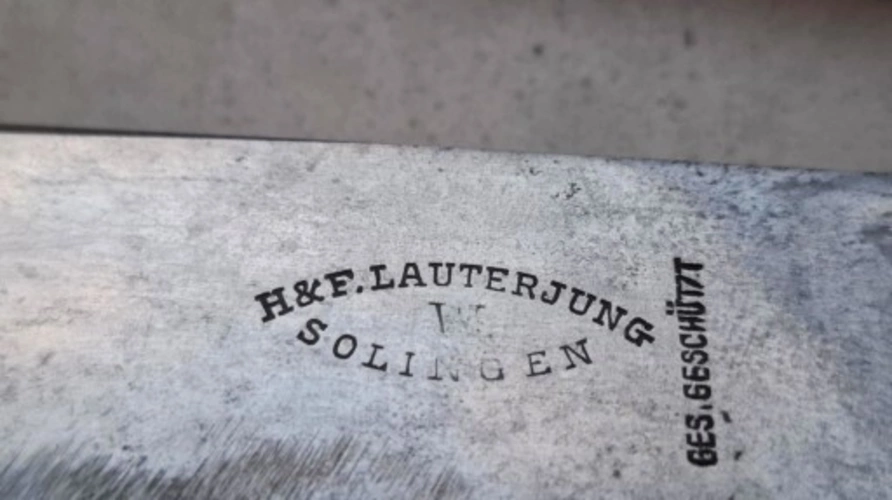 H&F.LAUTERJUNG
W
SOLINGEN
GES.GESCHÜTZT